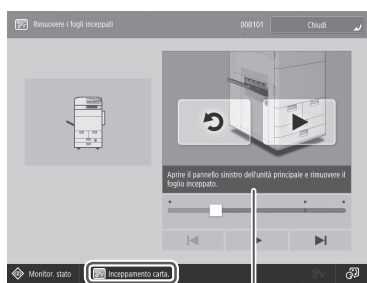 Rimuovere i fogli inceppati
000101
Chiudi
Aprire il pannello sinistro dell'unità principale e rimuovere il
foglio inceppato.
Monitor. stato
Inceppamento carta.